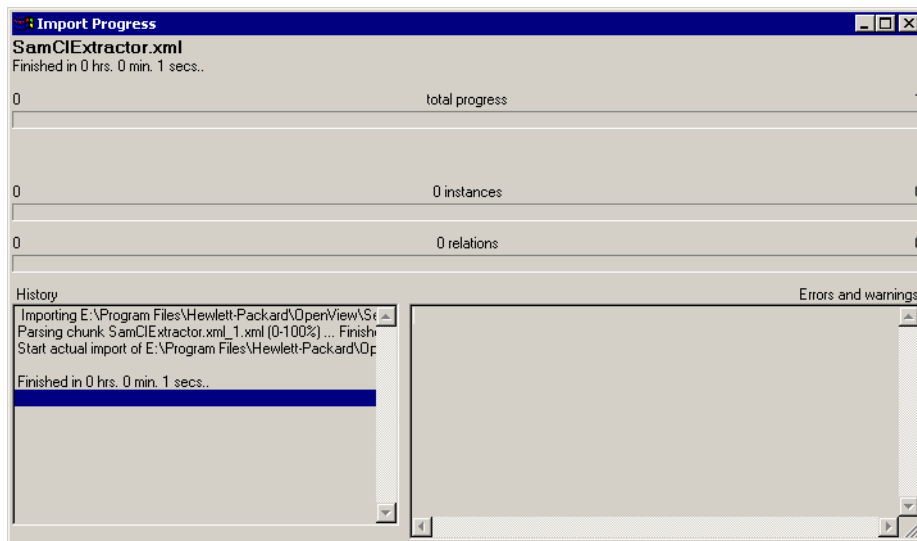 Import Progress
SamCIExtractor.xml
Finished in 0 hrs. 0 min. 1 secs..
0 total progress 1
0 0 instances 0
0 0 relations 0
History Errors and warnings
Importing E:\Program Files\Hewlett-Packard\OpenView\Se
Parsing chunk SamCIExtractor.xml_1.xml (0-100%) ... Finish
Start actual import of E:\Program Files\Hewlett-Packard\Op
Finished in 0 hrs. 0 min. 1 secs..